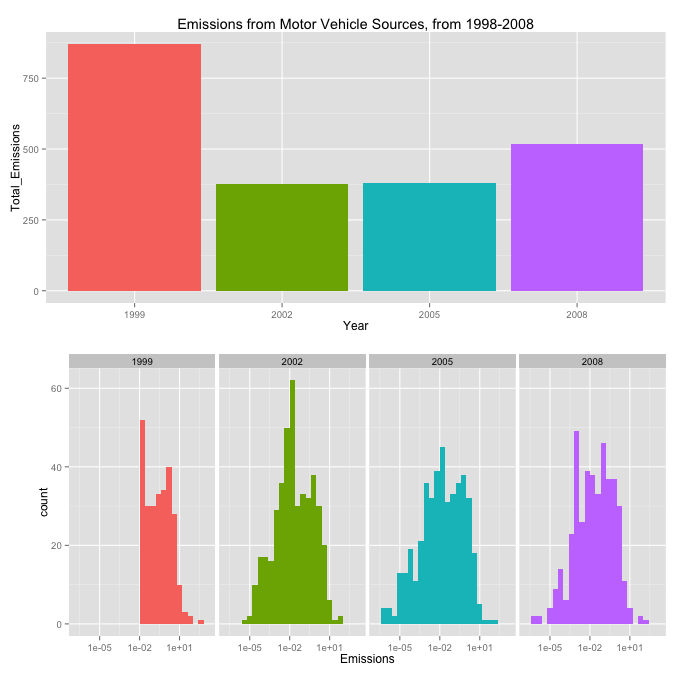 Emissions from Motor Vehicle Sources, from 1998-2008
Total_Emissions
750
500
250
0
1999 2002 2005 2008
Year
1999 2002 2005 2008
count
60
40
20
0
1e-05 1e-02 1e+01 1e-05 1e-02 1e+01 1e-05 1e-02 1e+01 1e-05 1e-02 1e+01
Emissions